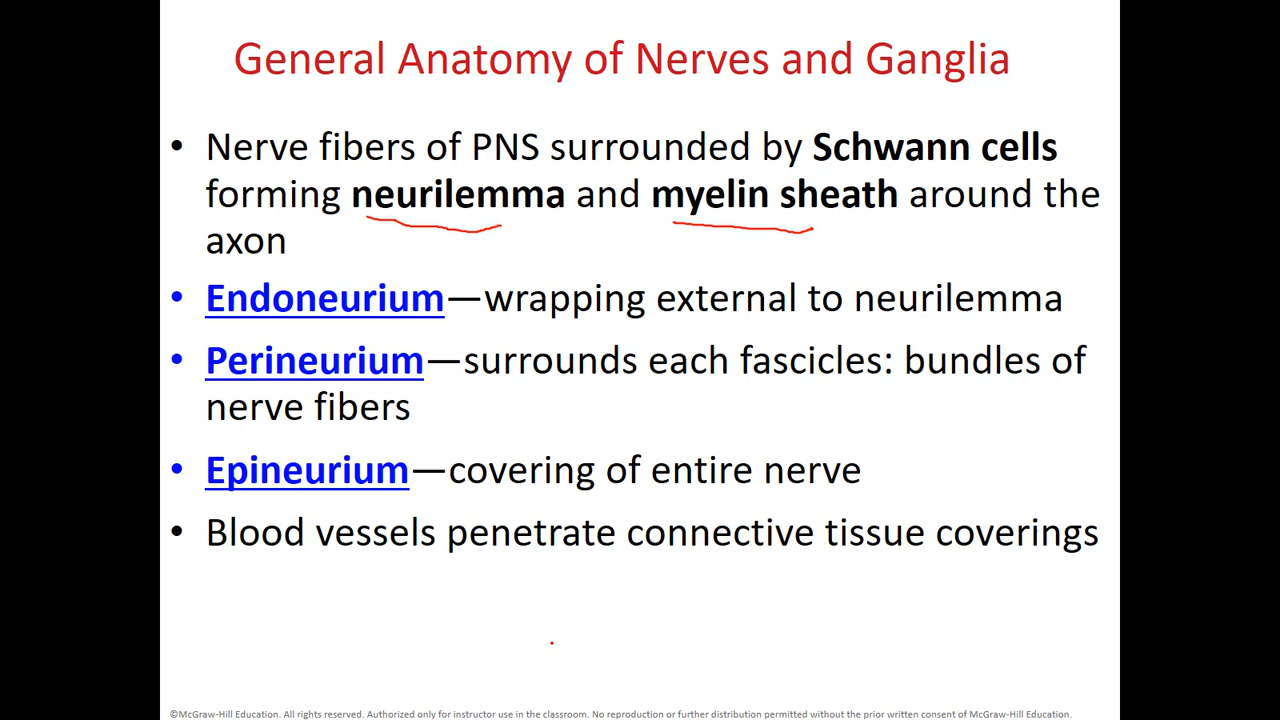 General Anatomy of Nerves and Ganglia
• Nerve fibers of PNS surrounded by Schwann cells
forming neurilemma and myelin sheath around the
axon
• Endoneurium—wrapping external to neurilemma
• Perineurium—surrounds each fascicles: bundles of
nerve fibers
• Epineurium—covering of entire nerve
• Blood vessels penetrate connective tissue coverings
©McGraw-Hill Education. All rights reserved. Authorized only for instructor use in the classroom. No reproduction or further distribution permitted without the prior written consent of McGraw-Hill Education.